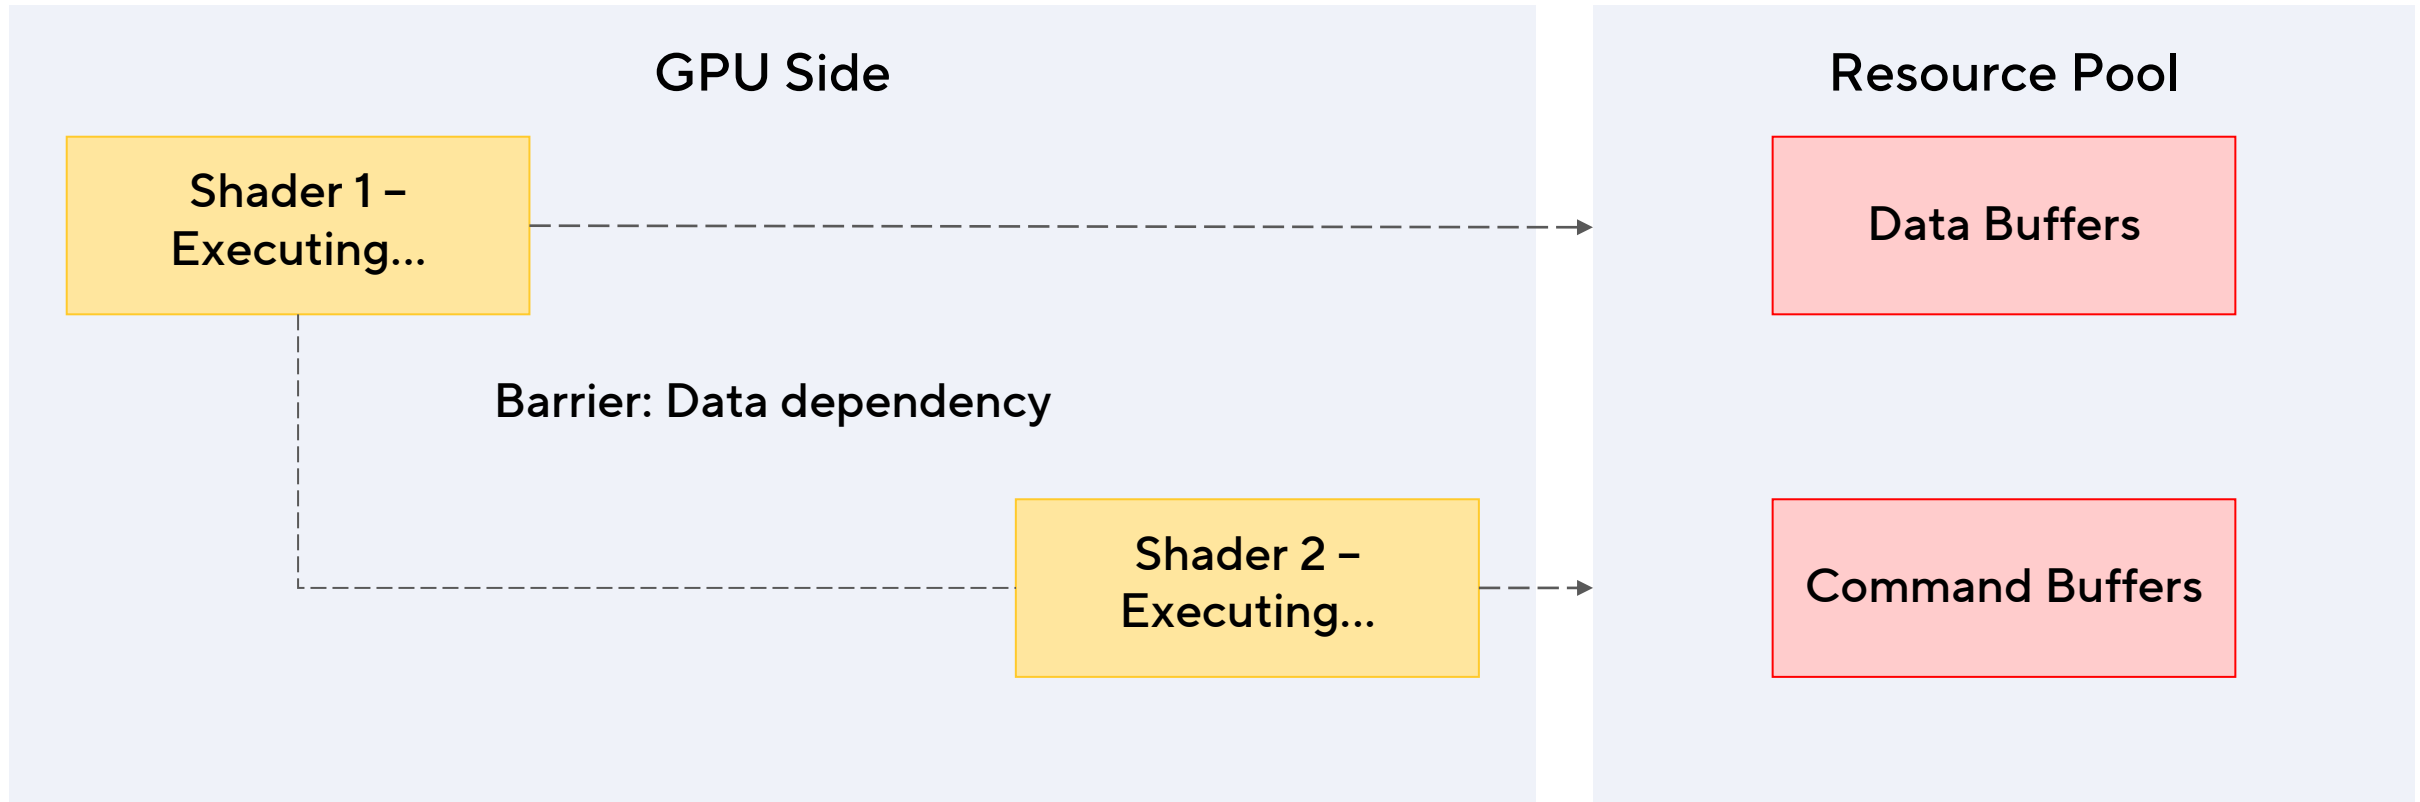 GPU Side
Resource Pool
Shader 1 –
Executing...
Data Buffers
Barrier: Data dependency
Shader 2 –
Executing...
Command Buffers